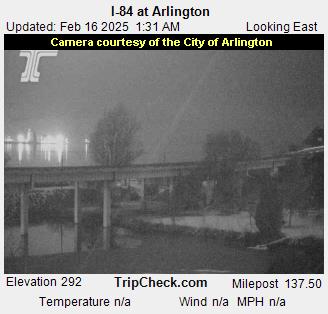 I-84 at Arlington
Updated: Feb 16 2025 1:31 AM Looking East
Camera courtesy of the City of Arlington
Elevation 292 TripCheck.com Milepost 137.50
Temperature n/a Wind n/a MPH n/a